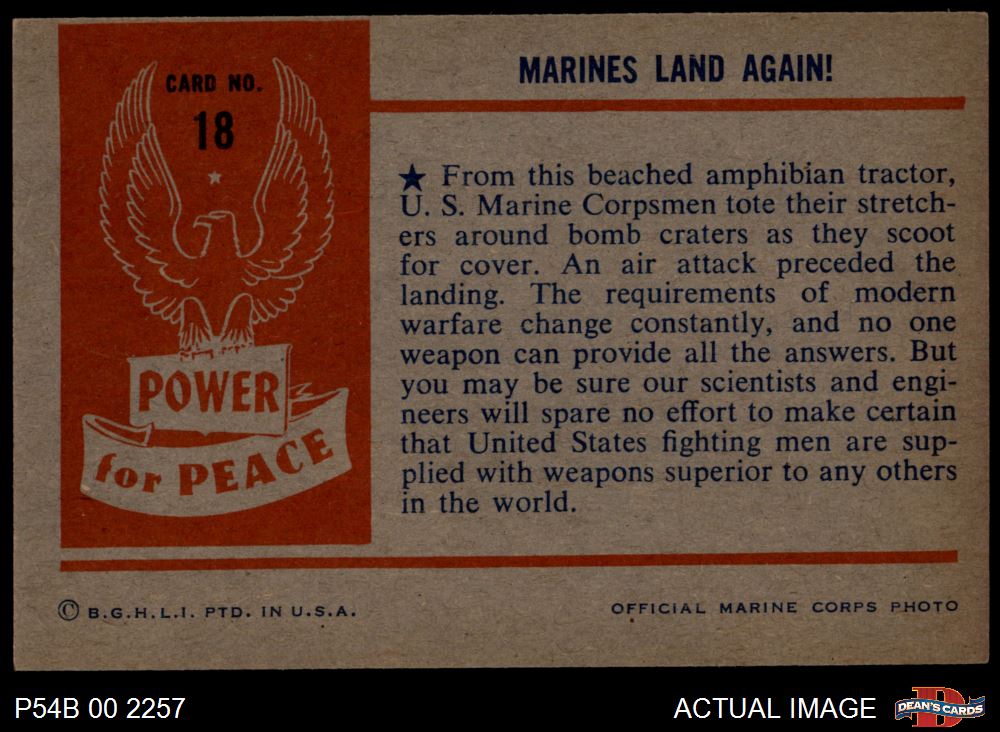 CARD NO.
18
POWER
for PEACE
MARINES LAND AGAIN!
★ From this beached amphibian tractor,
U. S. Marine Corpsmen tote their stretch-
ers around bomb craters as they scoot
for cover. An air attack preceded the
landing. The requirements of modern
warfare change constantly, and no one
weapon can provide all the answers. But
you may be sure our scientists and engi-
neers will spare no effort to make certain
that United States fighting men are sup-
plied with weapons superior to any others
in the world.
© B.G.H.L.I. PTD. IN U.S.A.
OFFICIAL MARINE CORPS PHOTO
P54B 00 2257
ACTUAL IMAGE
D
DEAN'S CARDS